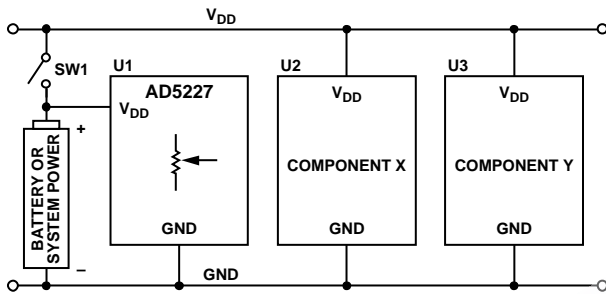 VDD
SW1
U1
U2
U3
AD5227
VDD
VDD
VDD
+
BATTERY OR
SYSTEM POWER
COMPONENT X
COMPONENT Y
GND
GND
GND
–
GND